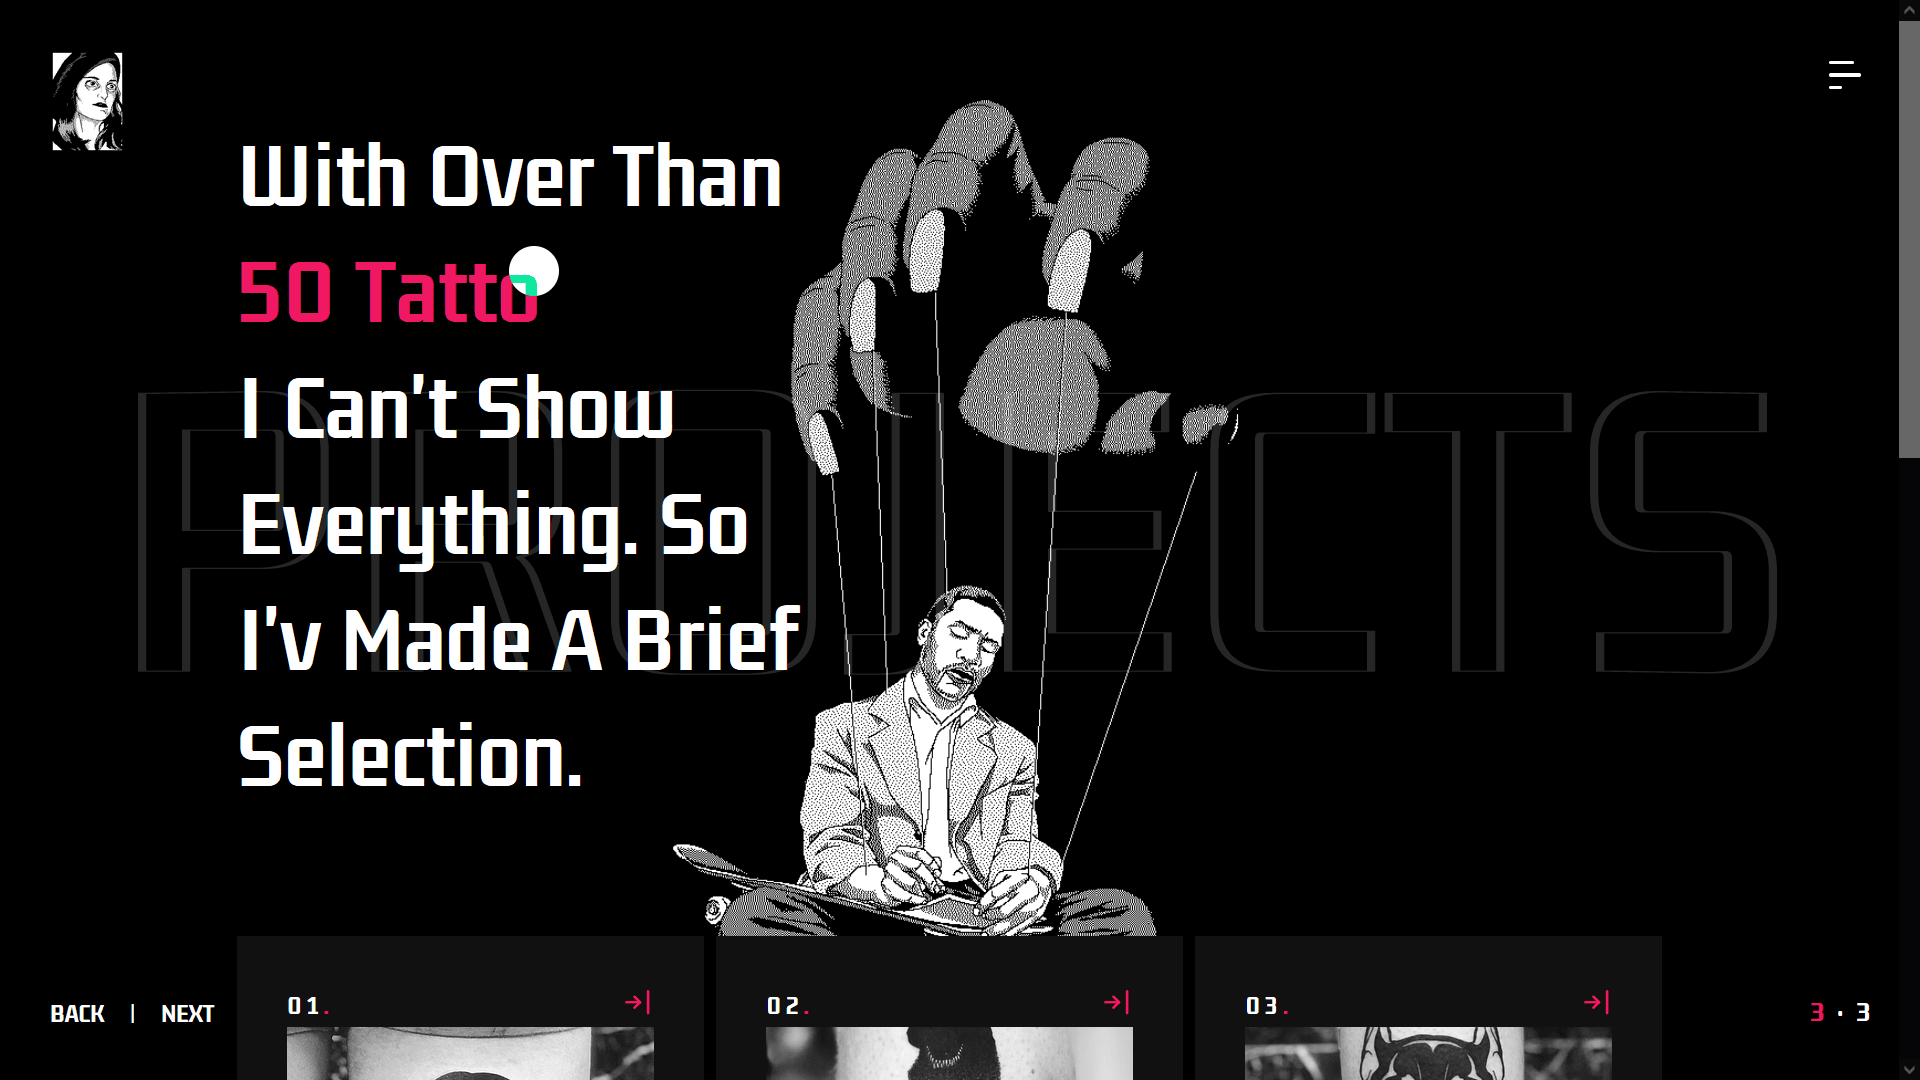 With Over Than
50 Tatto
I Can't Show
Everything. So
I'v Made A Brief
Selection.
PROJECTS
01.
02.
03.
BACK | NEXT
3 · 3